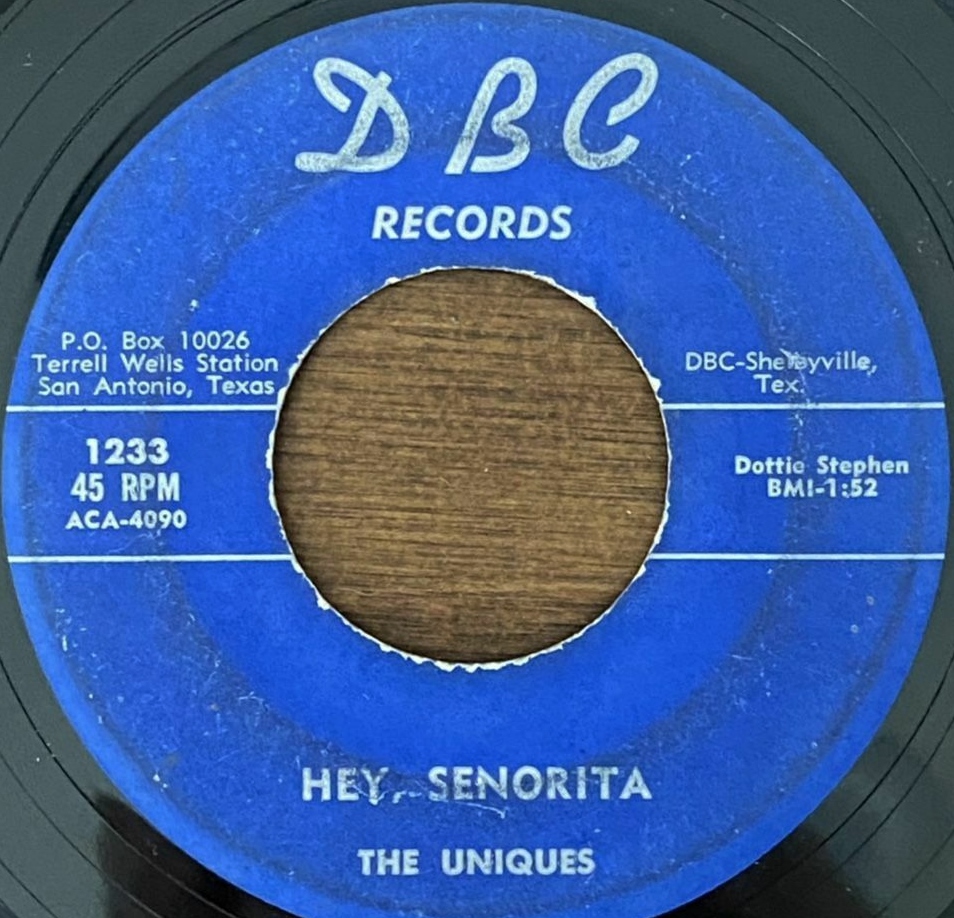 DBC
RECORDS
P.O. Box 10026
Terrell Wells Station
San Antonio, Texas
DBC-Shelbyville,
Tex.
1233
45 RPM
ACA-4090
Dottie Stephen
BMI-1:52
HEY, SENORITA
THE UNIQUES